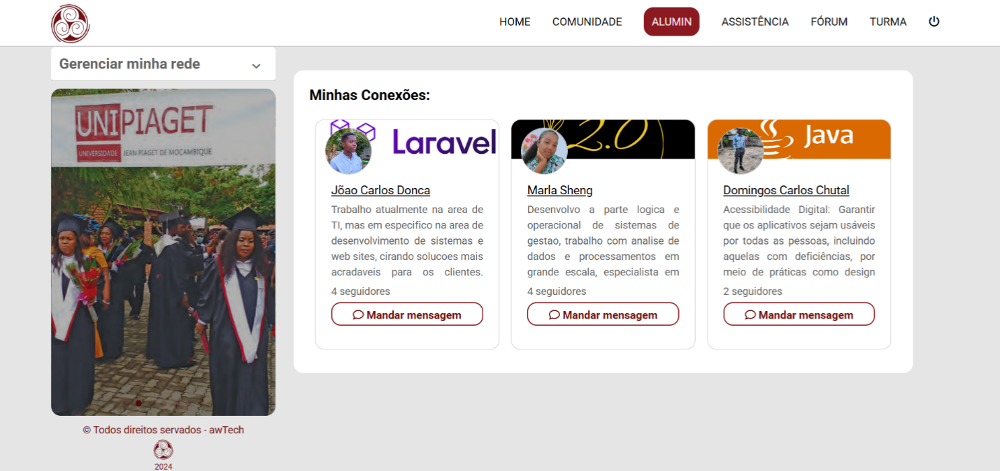 HOME COMUNIDADE ALUMIN ASSISTÊNCIA FÓRUM TURMA
Gerenciar minha rede
UNIPIAGET
UNIVERSIDADE JEAN PIAGET DE MOÇAMBIQUE
© Todos direitos servados - awTech
2024
Minhas Conexões:
Laravel
Jõao Carlos Donca
Trabalho atualmente na area de
TI, mas em especifico na area de
desenvolvimento de sistemas e
web sites, cirando solucoes mais
acradaveis para os clientes.
4 seguidores
Mandar mensagem
2.0
Marla Sheng
Desenvolvo a parte logica e
operacional de sistemas de
gestao, trabalho com analise de
dados e processamentos em
grande escala, especialista em
4 seguidores
Mandar mensagem
Java
Domingos Carlos Chutal
Acessibilidade Digital: Garantir
que os aplicativos sejam usáveis
por todas as pessoas, incluindo
aquelas com deficiências, por
meio de práticas como design
2 seguidores
Mandar mensagem